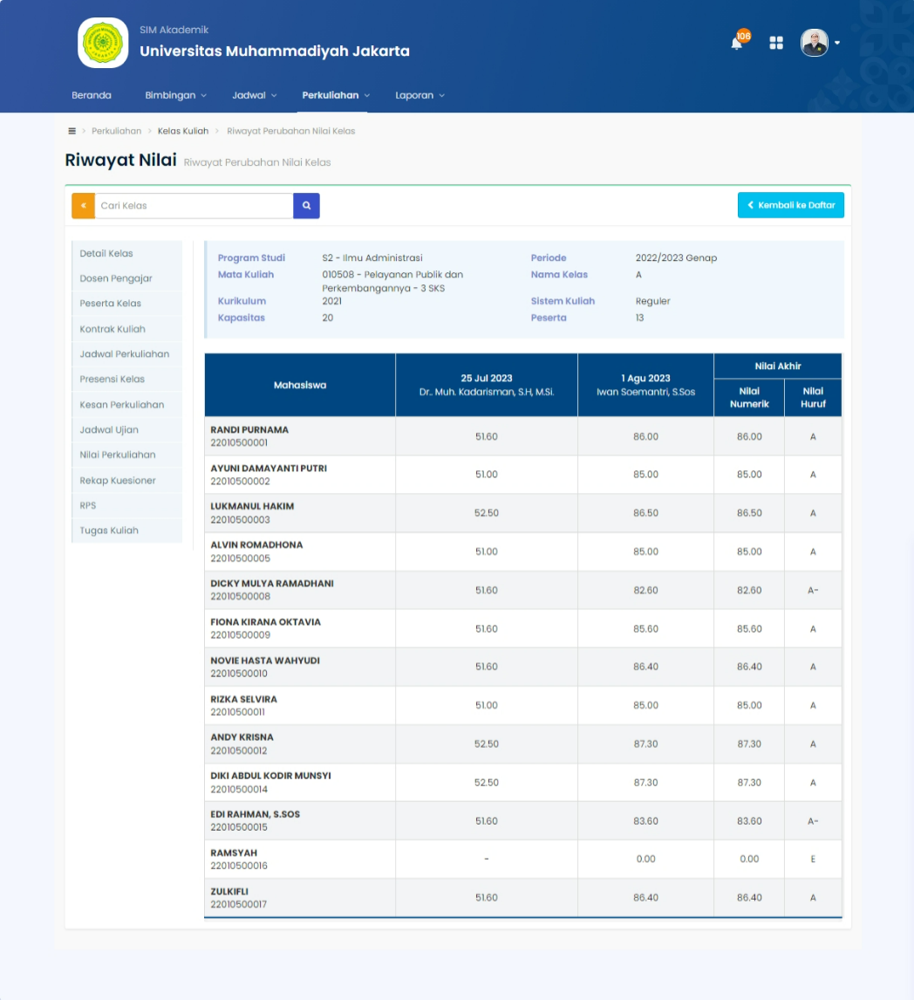 SIM Akademik
Universitas Muhammadiyah Jakarta
106
Beranda Bimbingan Jadwal Perkuliahan Laporan
> Perkuliahan > Kelas Kuliah > Riwayat Perubahan Nilai Kelas
Riwayat Nilai Riwayat Perubahan Nilai Kelas
« Cari Kelas
Kembali ke Daftar
Detail Kelas
Dosen Pengajar
Peserta Kelas
Kontrak Kuliah
Jadwal Perkuliahan
Presensi Kelas
Kesan Perkuliahan
Jadwal Ujian
Nilai Perkuliahan
Rekap Kuesioner
RPS
Tugas Kuliah
Program Studi S2 - Ilmu Administrasi Periode 2022/2023 Genap
Mata Kuliah 010508 - Pelayanan Publik dan Nama Kelas A
Perkembangannya - 3 SKS
Kurikulum 2021 Sistem Kuliah Reguler
Kapasitas 20 Peserta 13
Mahasiswa
25 Jul 2023
Dr.. Muh. Kadarisman, S.H, M.Si.
1 Agu 2023
Iwan Soemantri, S.Sos
Nilai Akhir
Nilai
Numerik
Nilai
Huruf
RANDI PURNAMA
22010500001 51.60 86.00 86.00 A
AYUNI DAMAYANTI PUTRI
22010500002 51.00 85.00 85.00 A
LUKMANUL HAKIM
22010500003 52.50 86.50 86.50 A
ALVIN ROMADHONA
22010500005 51.00 85.00 85.00 A
DICKY MULYA RAMADHANI
22010500008 51.60 82.60 82.60 A-
FIONA KIRANA OKTAVIA
22010500009 51.60 85.60 85.60 A
NOVIE HASTA WAHYUDI
22010500010 51.60 86.40 86.40 A
RIZKA SELVIRA
22010500011 51.00 85.00 85.00 A
ANDY KRISNA
22010500012 52.50 87.30 87.30 A
DIKI ABDUL KODIR MUNSYI
22010500014 52.50 87.30 87.30 A
EDI RAHMAN, S.SOS
22010500015 51.60 83.60 83.60 A-
RAMSYAH
22010500016 - 0.00 0.00 E
ZULKIFLI
22010500017 51.60 86.40 86.40 A